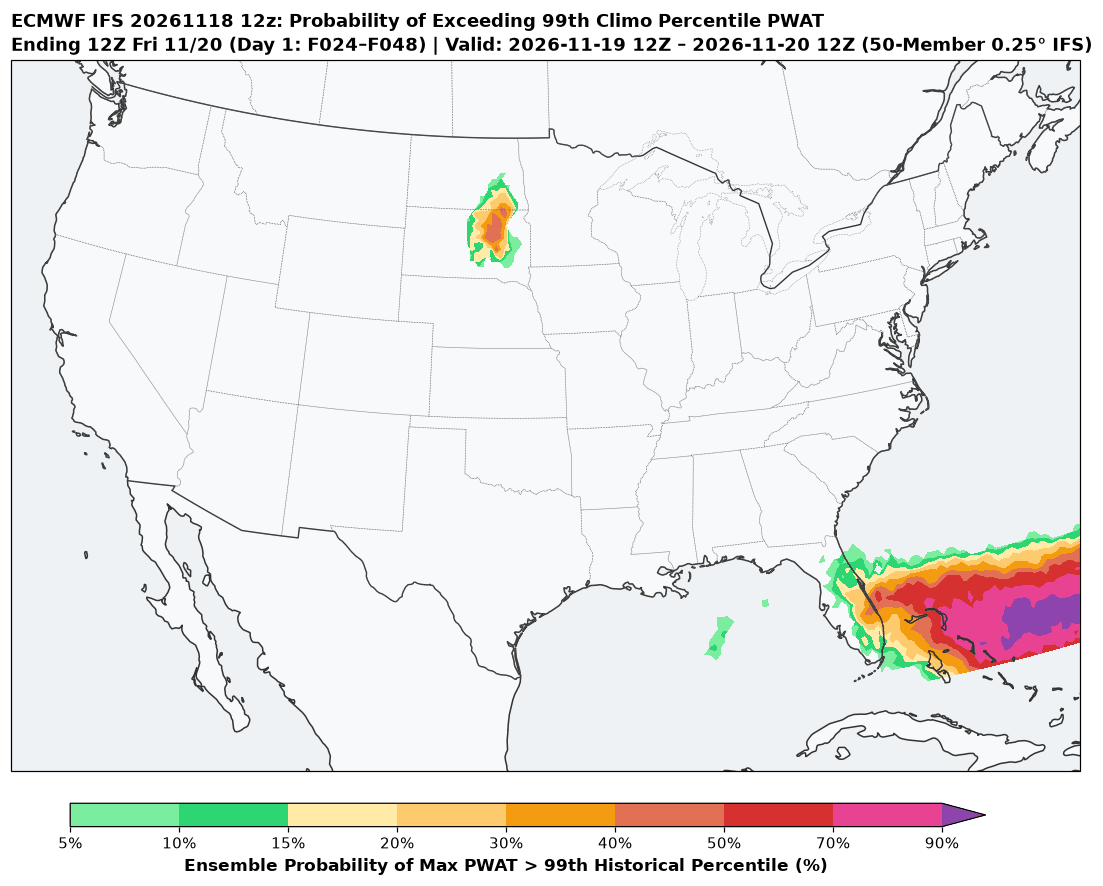 ECMWF IFS 20261118 12z: Probability of Exceeding 99th Climo Percentile PWAT
Ending 12Z Fri 11/20 (Day 1: F024–F048) | Valid: 2026-11-19 12Z – 2026-11-20 12Z (50-Member 0.25° IFS)
5% 10% 15% 20% 30% 40% 50% 70% 90%
Ensemble Probability of Max PWAT > 99th Historical Percentile (%)